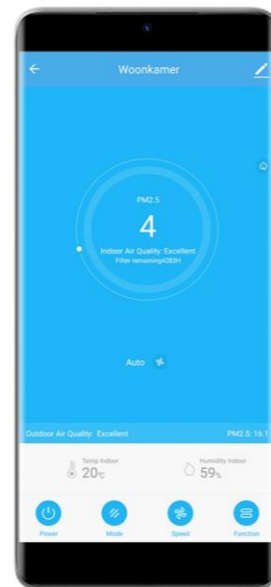 Woonkamer
PM2.5
4
Indoor Air Quality: Excellent
Filter remaining4283H
Auto
Outdoor Air Quality: Excellent PM2.5: 16.1
Temp Indoor
20℃
Humidity Indoor
59%
Power Mode Speed Function